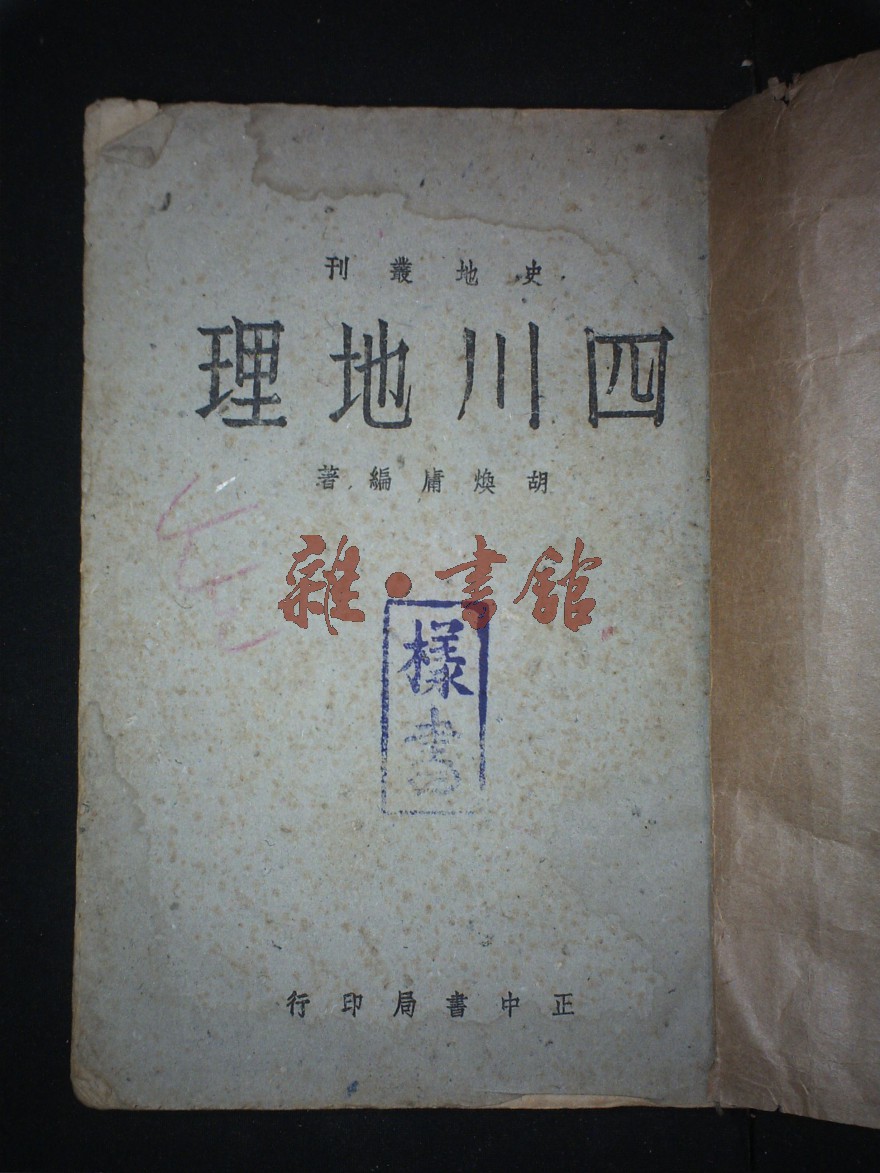 史地叢刊
四川地理
胡煥庸編著
雜·書舘
樣書
正中書局印行